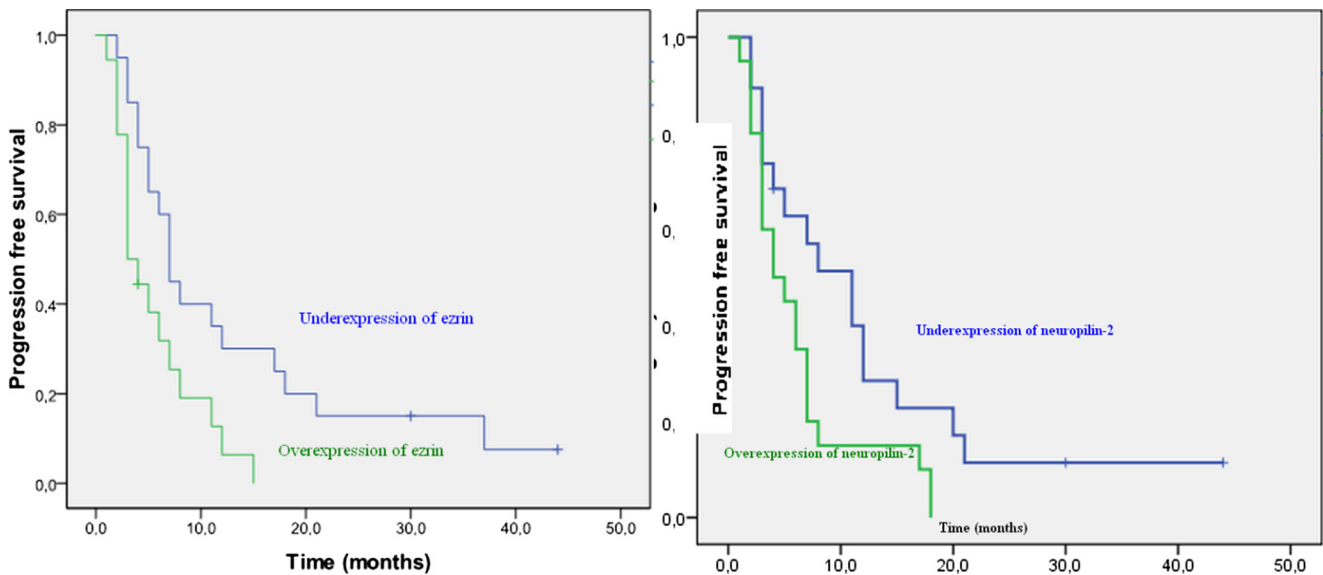 1,0
0,8
0,6
0,4
0,2
0,0
Progression free survival
Underexpression of ezrin
Overexpression of ezrin
0,0 10,0 20,0 30,0 40,0 50,0
Time (months)
1,0
0,
0,
0,
0,
0,0
Progression free survival
Underexpression of neuropilin-2
Overexpression of neuropilin-2
Time (months)
0,0 10,0 20,0 30,0 40,0 50,0